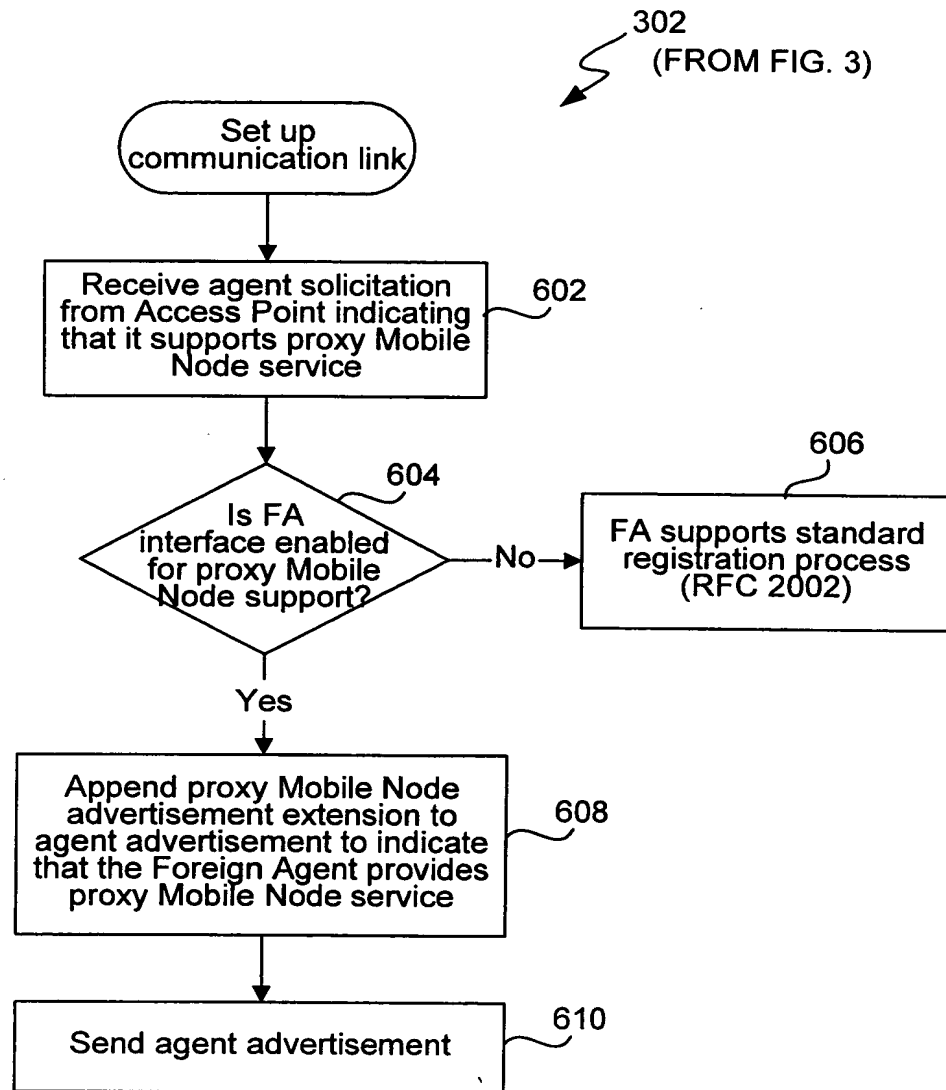 302
(FROM FIG. 3)
Set up
communication link
Receive agent solicitation
from Access Point indicating
that it supports proxy Mobile
Node service
602
604
Is FA
interface enabled
for proxy Mobile
Node support?
No
606
FA supports standard
registration process
(RFC 2002)
Yes
Append proxy Mobile Node
advertisement extension to
agent advertisement to indicate
that the Foreign Agent provides
proxy Mobile Node service
608
Send agent advertisement
610